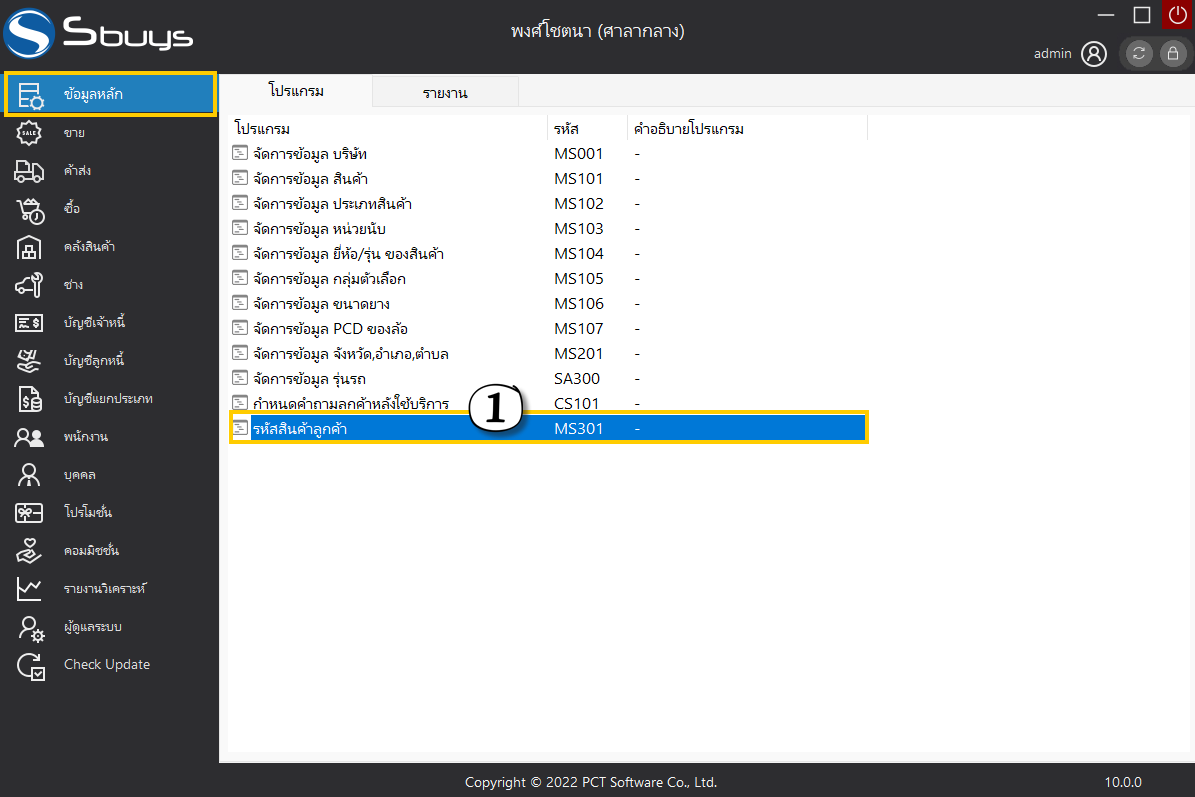 Sbuys
พงศ์โชตนา (ศาลากลาง)
admin
ข้อมูลหลัก
ขาย
ค้าส่ง
ซื้อ
คลังสินค้า
ช่าง
บัญชีเจ้าหนี้
บัญชีลูกหนี้
บัญชีแยกประเภท
พนักงาน
บุคคล
โปรโมชั่น
คอมมิชชั่น
รายงานวิเคราะห์
ผู้ดูแลระบบ
Check Update
โปรแกรม รายงาน
โปรแกรม รหัส คำอธิบายโปรแกรม
จัดการข้อมูล บริษัท MS001 -
จัดการข้อมูล สินค้า MS101 -
จัดการข้อมูล ประเภทสินค้า MS102 -
จัดการข้อมูล หน่วยนับ MS103 -
จัดการข้อมูล ยี่ห้อ/รุ่น ของสินค้า MS104 -
จัดการข้อมูล กลุ่มตัวเลือก MS105 -
จัดการข้อมูล ขนาดยาง MS106 -
จัดการข้อมูล PCD ของล้อ MS107 -
จัดการข้อมูล จังหวัด,อำเภอ,ตำบล MS201 -
จัดการข้อมูล รุ่นรถ SA300 -
กำหนดคำถามลูกค้าหลังใช้บริการ CS101 -
1
รหัสสินค้าลูกค้า MS301 -
Copyright © 2022 PCT Software Co., Ltd.
10.0.0